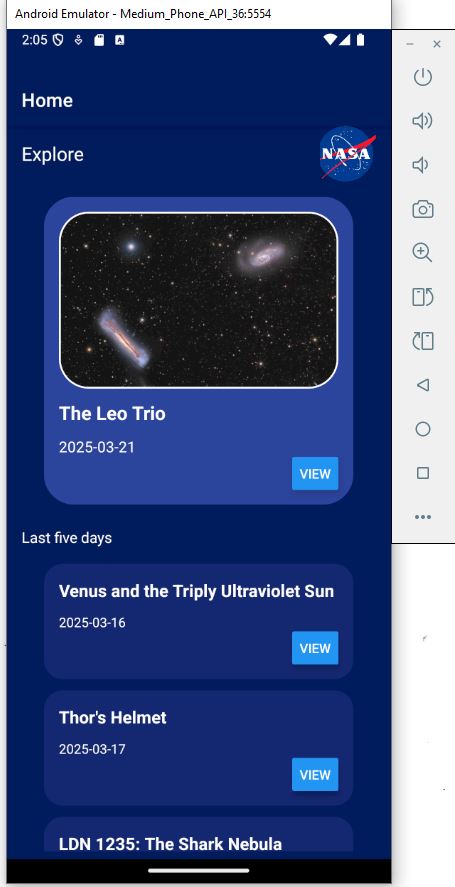 Android Emulator - Medium_Phone_API_36:5554
2:05
A
Home
Explore
NASA
The Leo Trio
2025-03-21
VIEW
Last five days
Venus and the Triply Ultraviolet Sun
2025-03-16
VIEW
Thor's Helmet
2025-03-17
VIEW
LDN 1235: The Shark Nebula